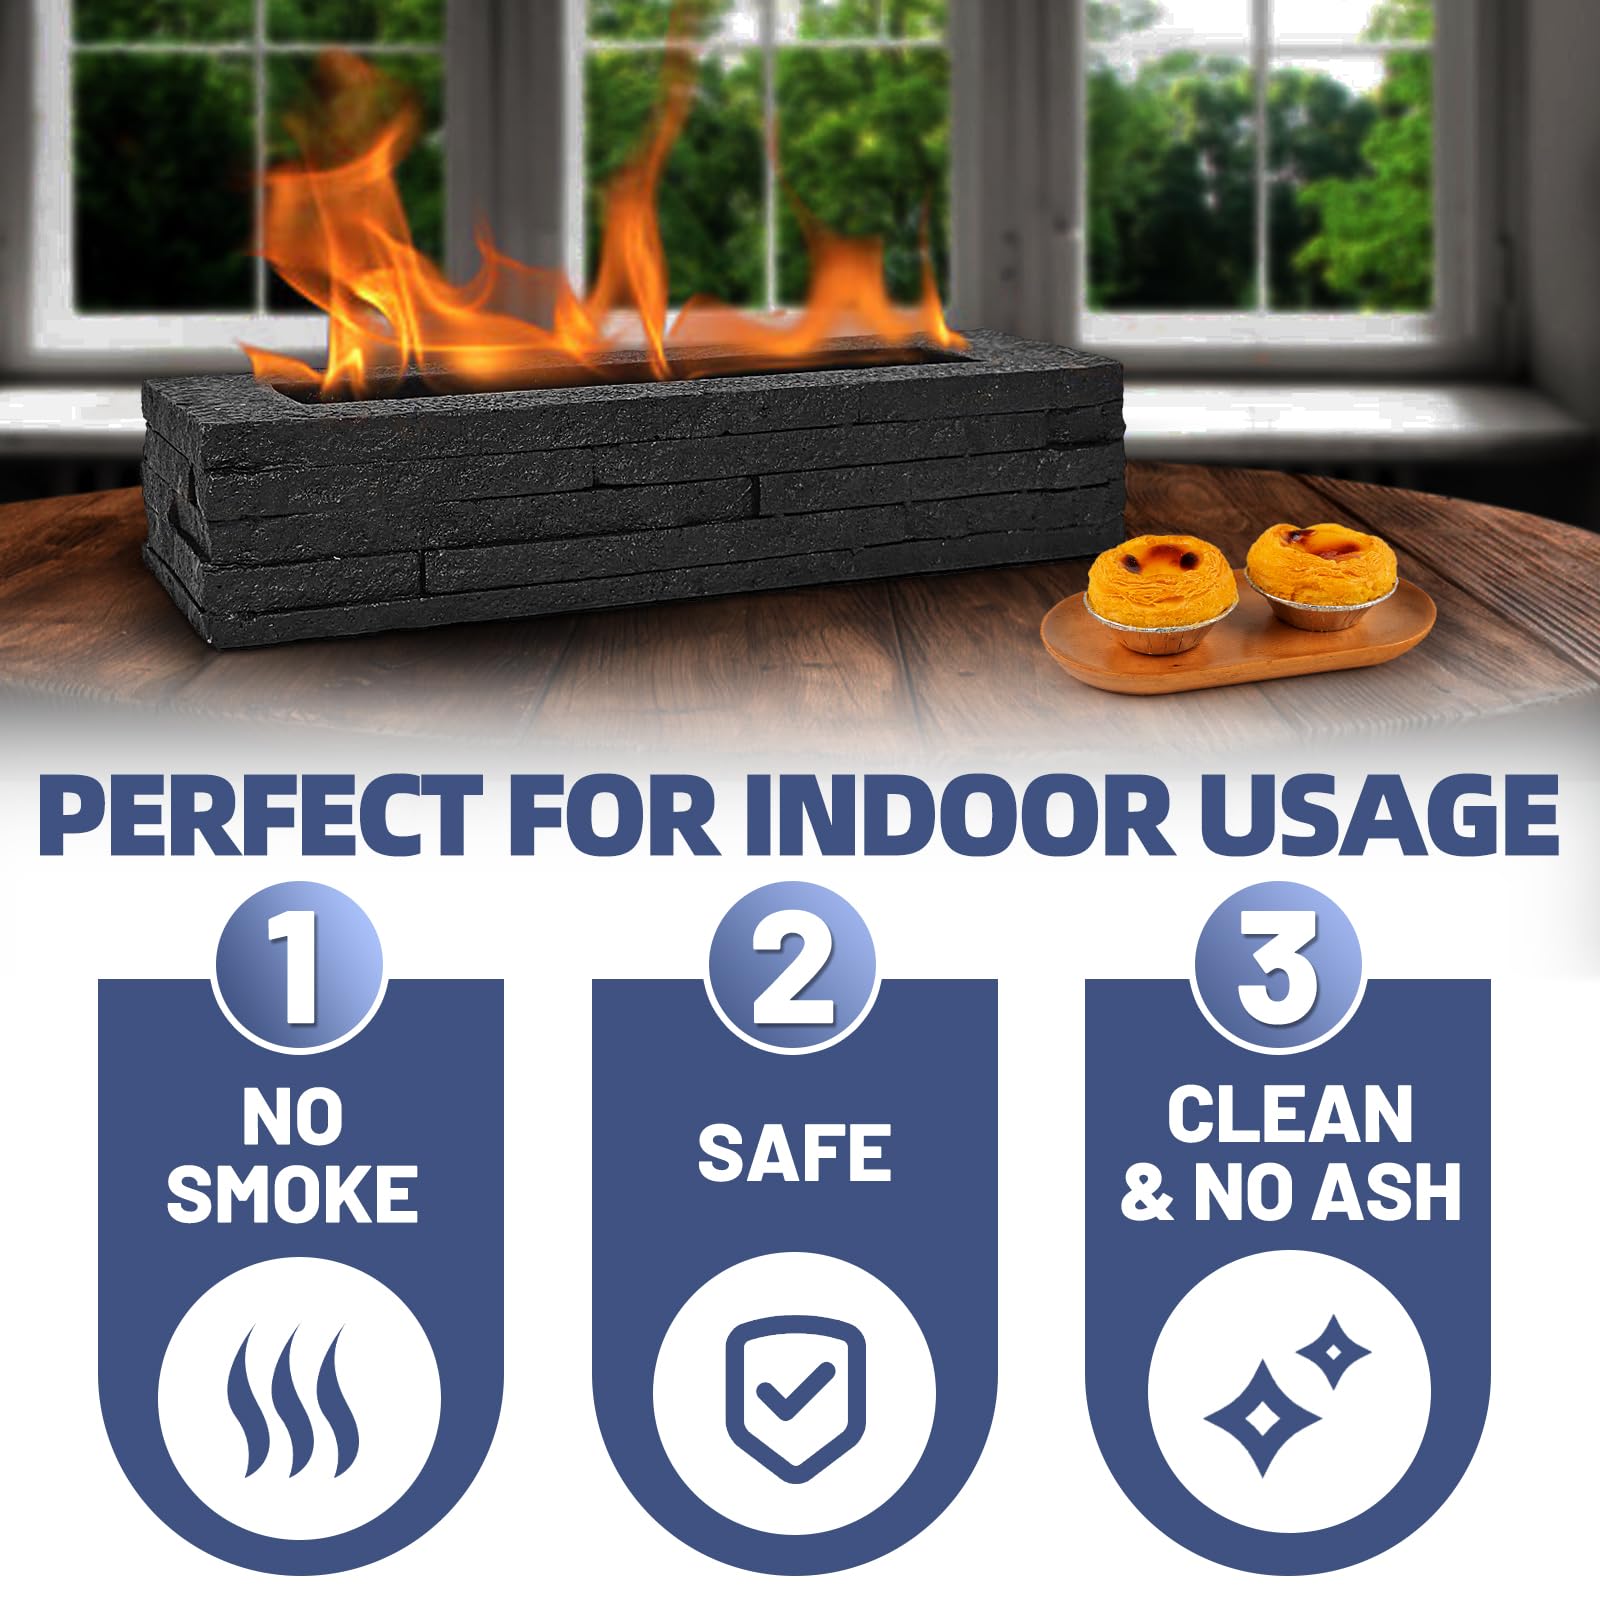 PERFECT FOR INDOOR USAGE
1
NO
SMOKE
2
SAFE
3
CLEAN
& NO ASH